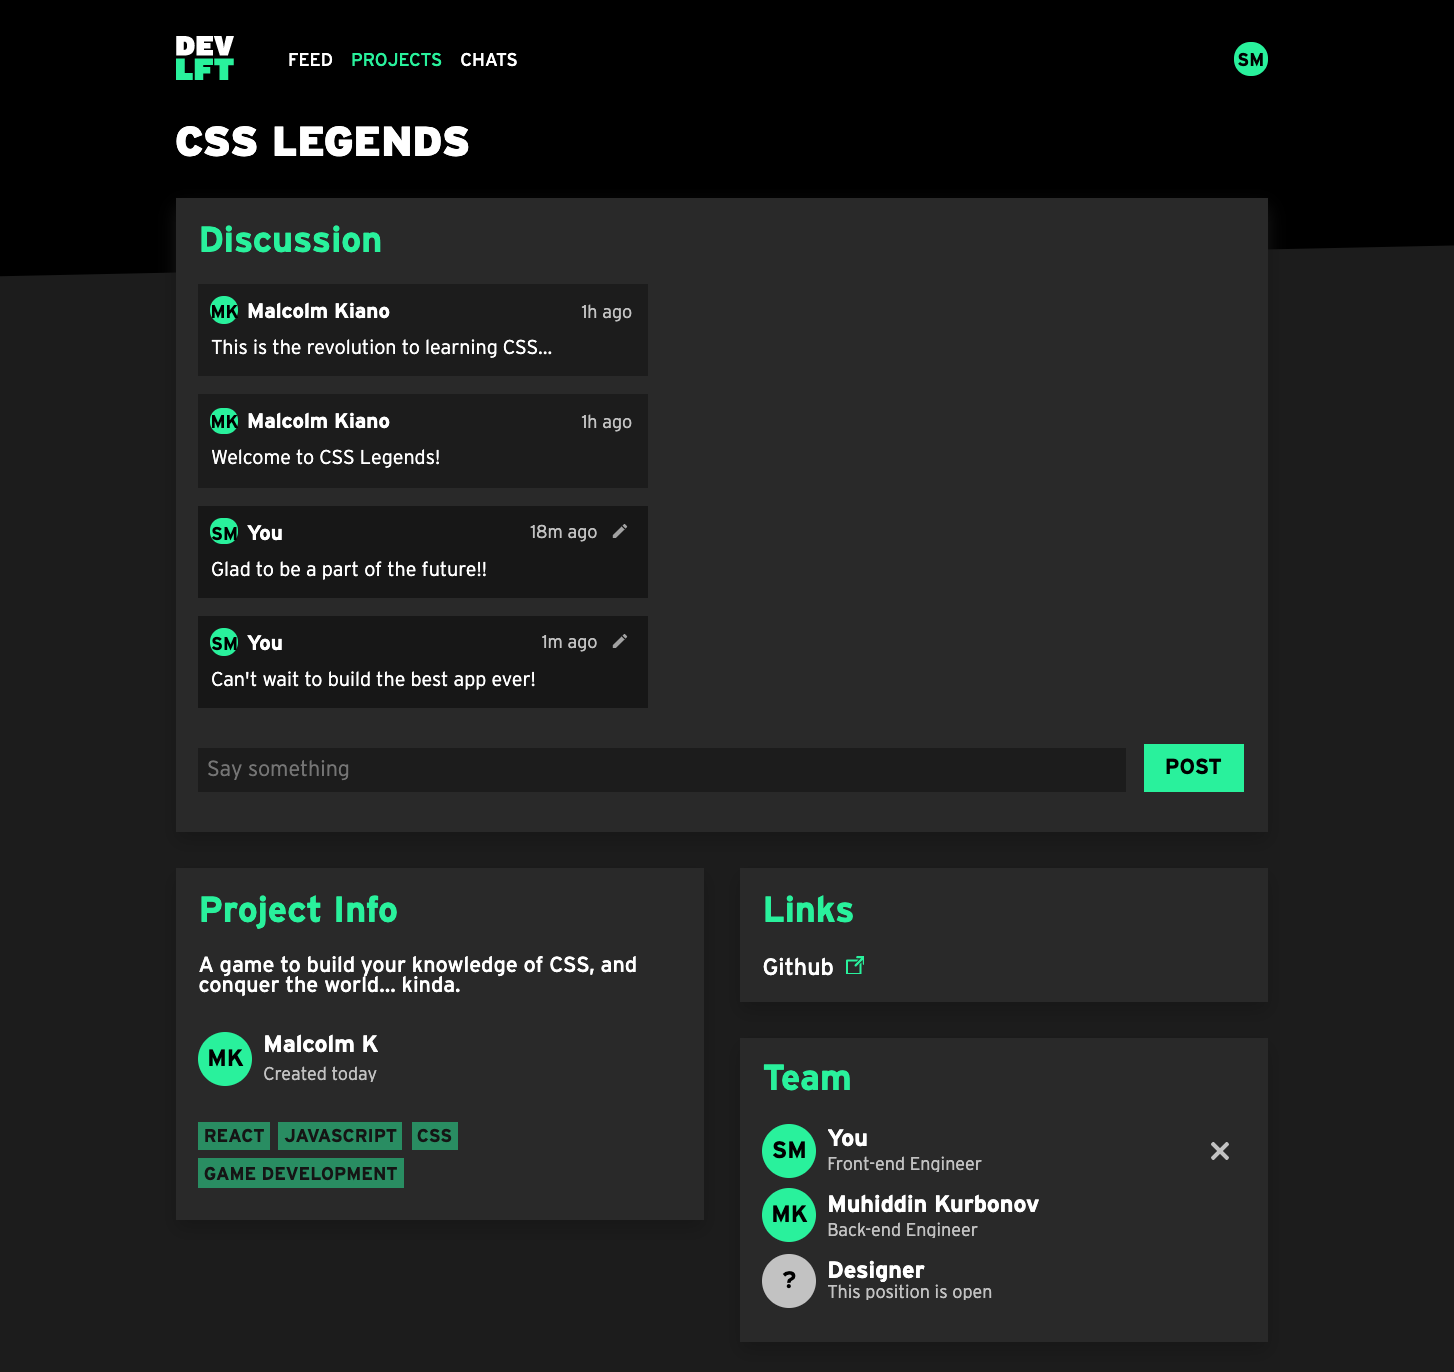 DEV
LFT
FEED PROJECTS CHATS
SM
CSS LEGENDS
Discussion
MK Malcolm Kiano 1h ago
This is the revolution to learning CSS...
MK Malcolm Kiano 1h ago
Welcome to CSS Legends!
SM You 18m ago
Glad to be a part of the future!!
SM You 1m ago
Can't wait to build the best app ever!
Say something POST
Project Info
A game to build your knowledge of CSS, and
conquer the world... kinda.
MK Malcolm K
Created today
REACT JAVASCRIPT CSS
GAME DEVELOPMENT
Links
Github
Team
SM You
Front-end Engineer
MK Muhiddin Kurbonov
Back-end Engineer
? Designer
This position is open